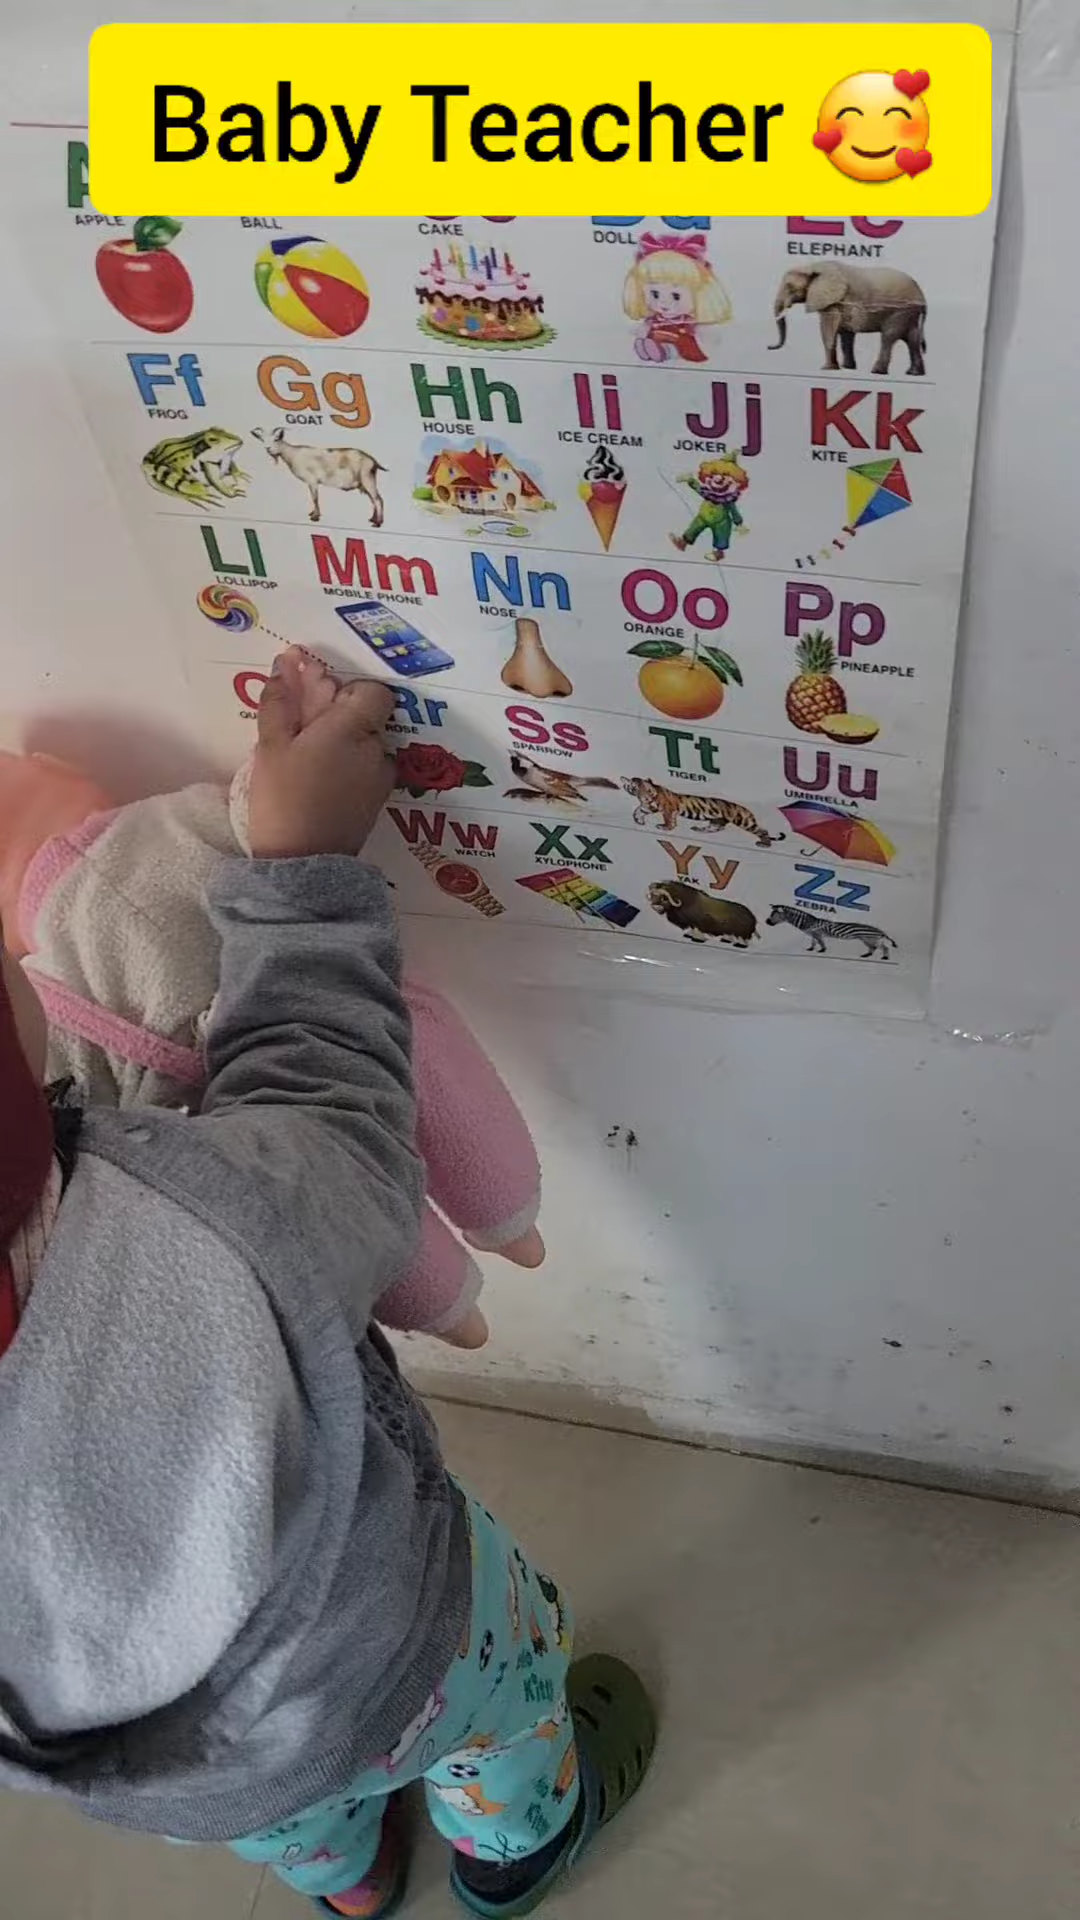 Baby Teacher 🥰
APPLE BALL CAKE DOLL ELEPHANT
Ff Gg Hh Ii Jj Kk
FROG GOAT HOUSE ICE CREAM JOKER KITE
Ll Mm Nn Oo Pp
LOLLIPOP MOBILE PHONE NOSE ORANGE PINEAPPLE
Rr Ss Tt Uu
ROSE SPARROW TIGER UMBRELLA
Ww Xx Yy Zz
WATCH XYLOPHONE YAK ZEBRA